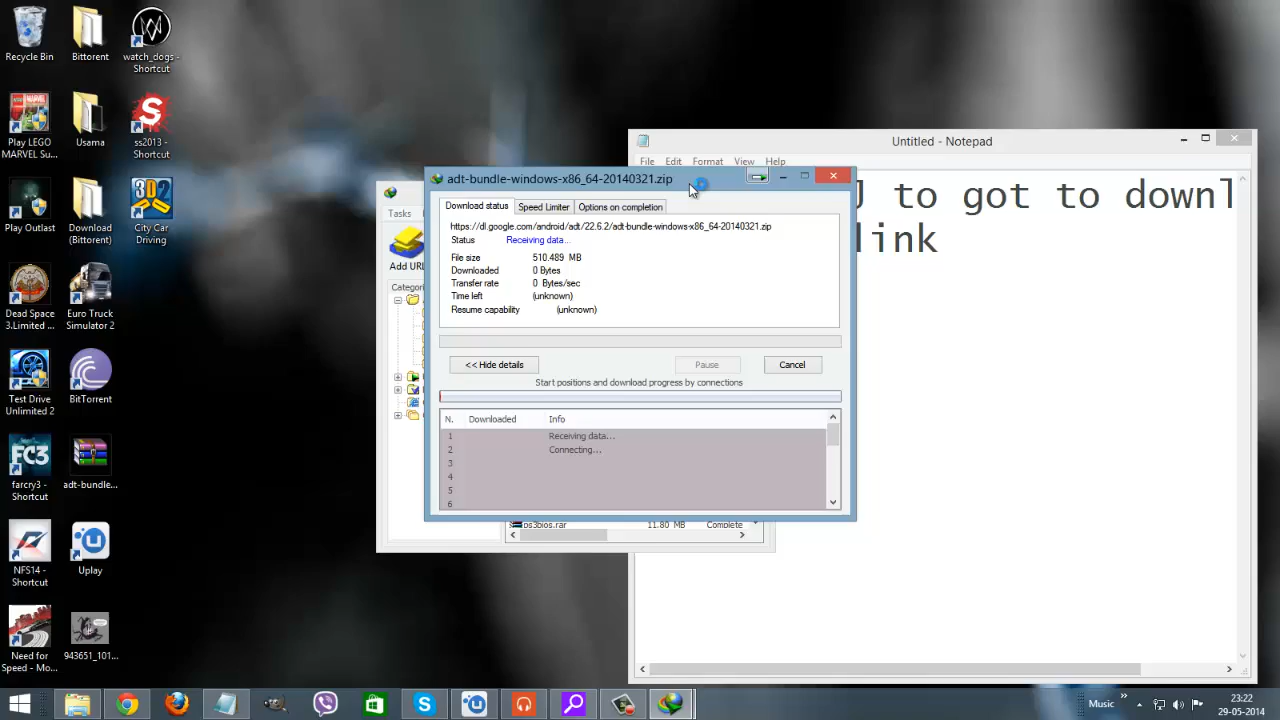 Recycle Bin
Bittorent
watch_dogs - Shortcut
Play LEGO MARVEL Su...
Usama
ss2013 - Shortcut
Play Outlast
Download (Bittorent)
City Car Driving
Dead Space 3.Limited ...
Euro Truck Simulator 2
Test Drive Unlimited 2
BitTorrent
FC3
farcry3 - Shortcut
adt-bundle...
NFS14 - Shortcut
Uplay
Need for Speed - Mo...
943651_101...
Untitled - Notepad
File Edit Format View Help
to got to downl
link
Tasks
Add URL
Categori
adt-bundle-windows-x86_64-20140321.zip
Download status Speed Limiter Options on completion
https://dl.google.com/android/adt/22.6.2/adt-bundle-windows-x86_64-20140321.zip
Status Receiving data...
File size 510.489 MB
Downloaded 0 Bytes
Transfer rate 0 Bytes/sec
Time left (unknown)
Resume capability (unknown)
<< Hide details Pause Cancel
Start positions and download progress by connections
N. Downloaded Info
1 Receiving data...
2 Connecting...
3
4
5
6
ps3bios.rar 11.80 MB Complete
Music
23:22
29-05-2014